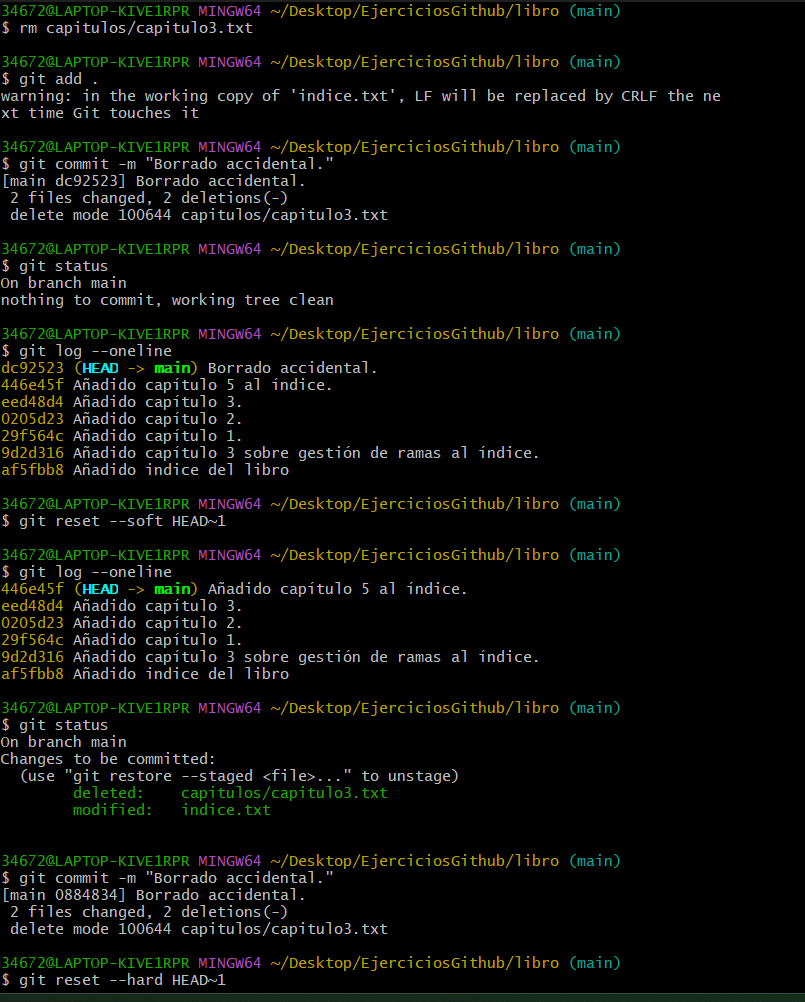 34672@LAPTOP-KIVE1RPR MINGW64 ~/Desktop/EjerciciosGithub/libro (main)
$ rm capitulos/capitulo3.txt
34672@LAPTOP-KIVE1RPR MINGW64 ~/Desktop/EjerciciosGithub/libro (main)
$ git add .
warning: in the working copy of 'indice.txt', LF will be replaced by CRLF the ne
xt time Git touches it
34672@LAPTOP-KIVE1RPR MINGW64 ~/Desktop/EjerciciosGithub/libro (main)
$ git commit -m "Borrado accidental."
[main dc92523] Borrado accidental.
 2 files changed, 2 deletions(-)
 delete mode 100644 capitulos/capitulo3.txt
34672@LAPTOP-KIVE1RPR MINGW64 ~/Desktop/EjerciciosGithub/libro (main)
$ git status
On branch main
nothing to commit, working tree clean
34672@LAPTOP-KIVE1RPR MINGW64 ~/Desktop/EjerciciosGithub/libro (main)
$ git log --oneline
dc92523 (HEAD -> main) Borrado accidental.
446e45f Añadido capítulo 5 al índice.
eed48d4 Añadido capítulo 3.
0205d23 Añadido capítulo 2.
29f564c Añadido capítulo 1.
9d2d316 Añadido capítulo 3 sobre gestión de ramas al índice.
af5fbb8 Añadido indice del libro
34672@LAPTOP-KIVE1RPR MINGW64 ~/Desktop/EjerciciosGithub/libro (main)
$ git reset --soft HEAD~1
34672@LAPTOP-KIVE1RPR MINGW64 ~/Desktop/EjerciciosGithub/libro (main)
$ git log --oneline
446e45f (HEAD -> main) Añadido capítulo 5 al índice.
eed48d4 Añadido capítulo 3.
0205d23 Añadido capítulo 2.
29f564c Añadido capítulo 1.
9d2d316 Añadido capítulo 3 sobre gestión de ramas al índice.
af5fbb8 Añadido indice del libro
34672@LAPTOP-KIVE1RPR MINGW64 ~/Desktop/EjerciciosGithub/libro (main)
$ git status
On branch main
Changes to be committed:
  (use "git restore --staged <file>..." to unstage)
        deleted:    capitulos/capitulo3.txt
        modified:   indice.txt
34672@LAPTOP-KIVE1RPR MINGW64 ~/Desktop/EjerciciosGithub/libro (main)
$ git commit -m "Borrado accidental."
[main 0884834] Borrado accidental.
 2 files changed, 2 deletions(-)
 delete mode 100644 capitulos/capitulo3.txt
34672@LAPTOP-KIVE1RPR MINGW64 ~/Desktop/EjerciciosGithub/libro (main)
$ git reset --hard HEAD~1